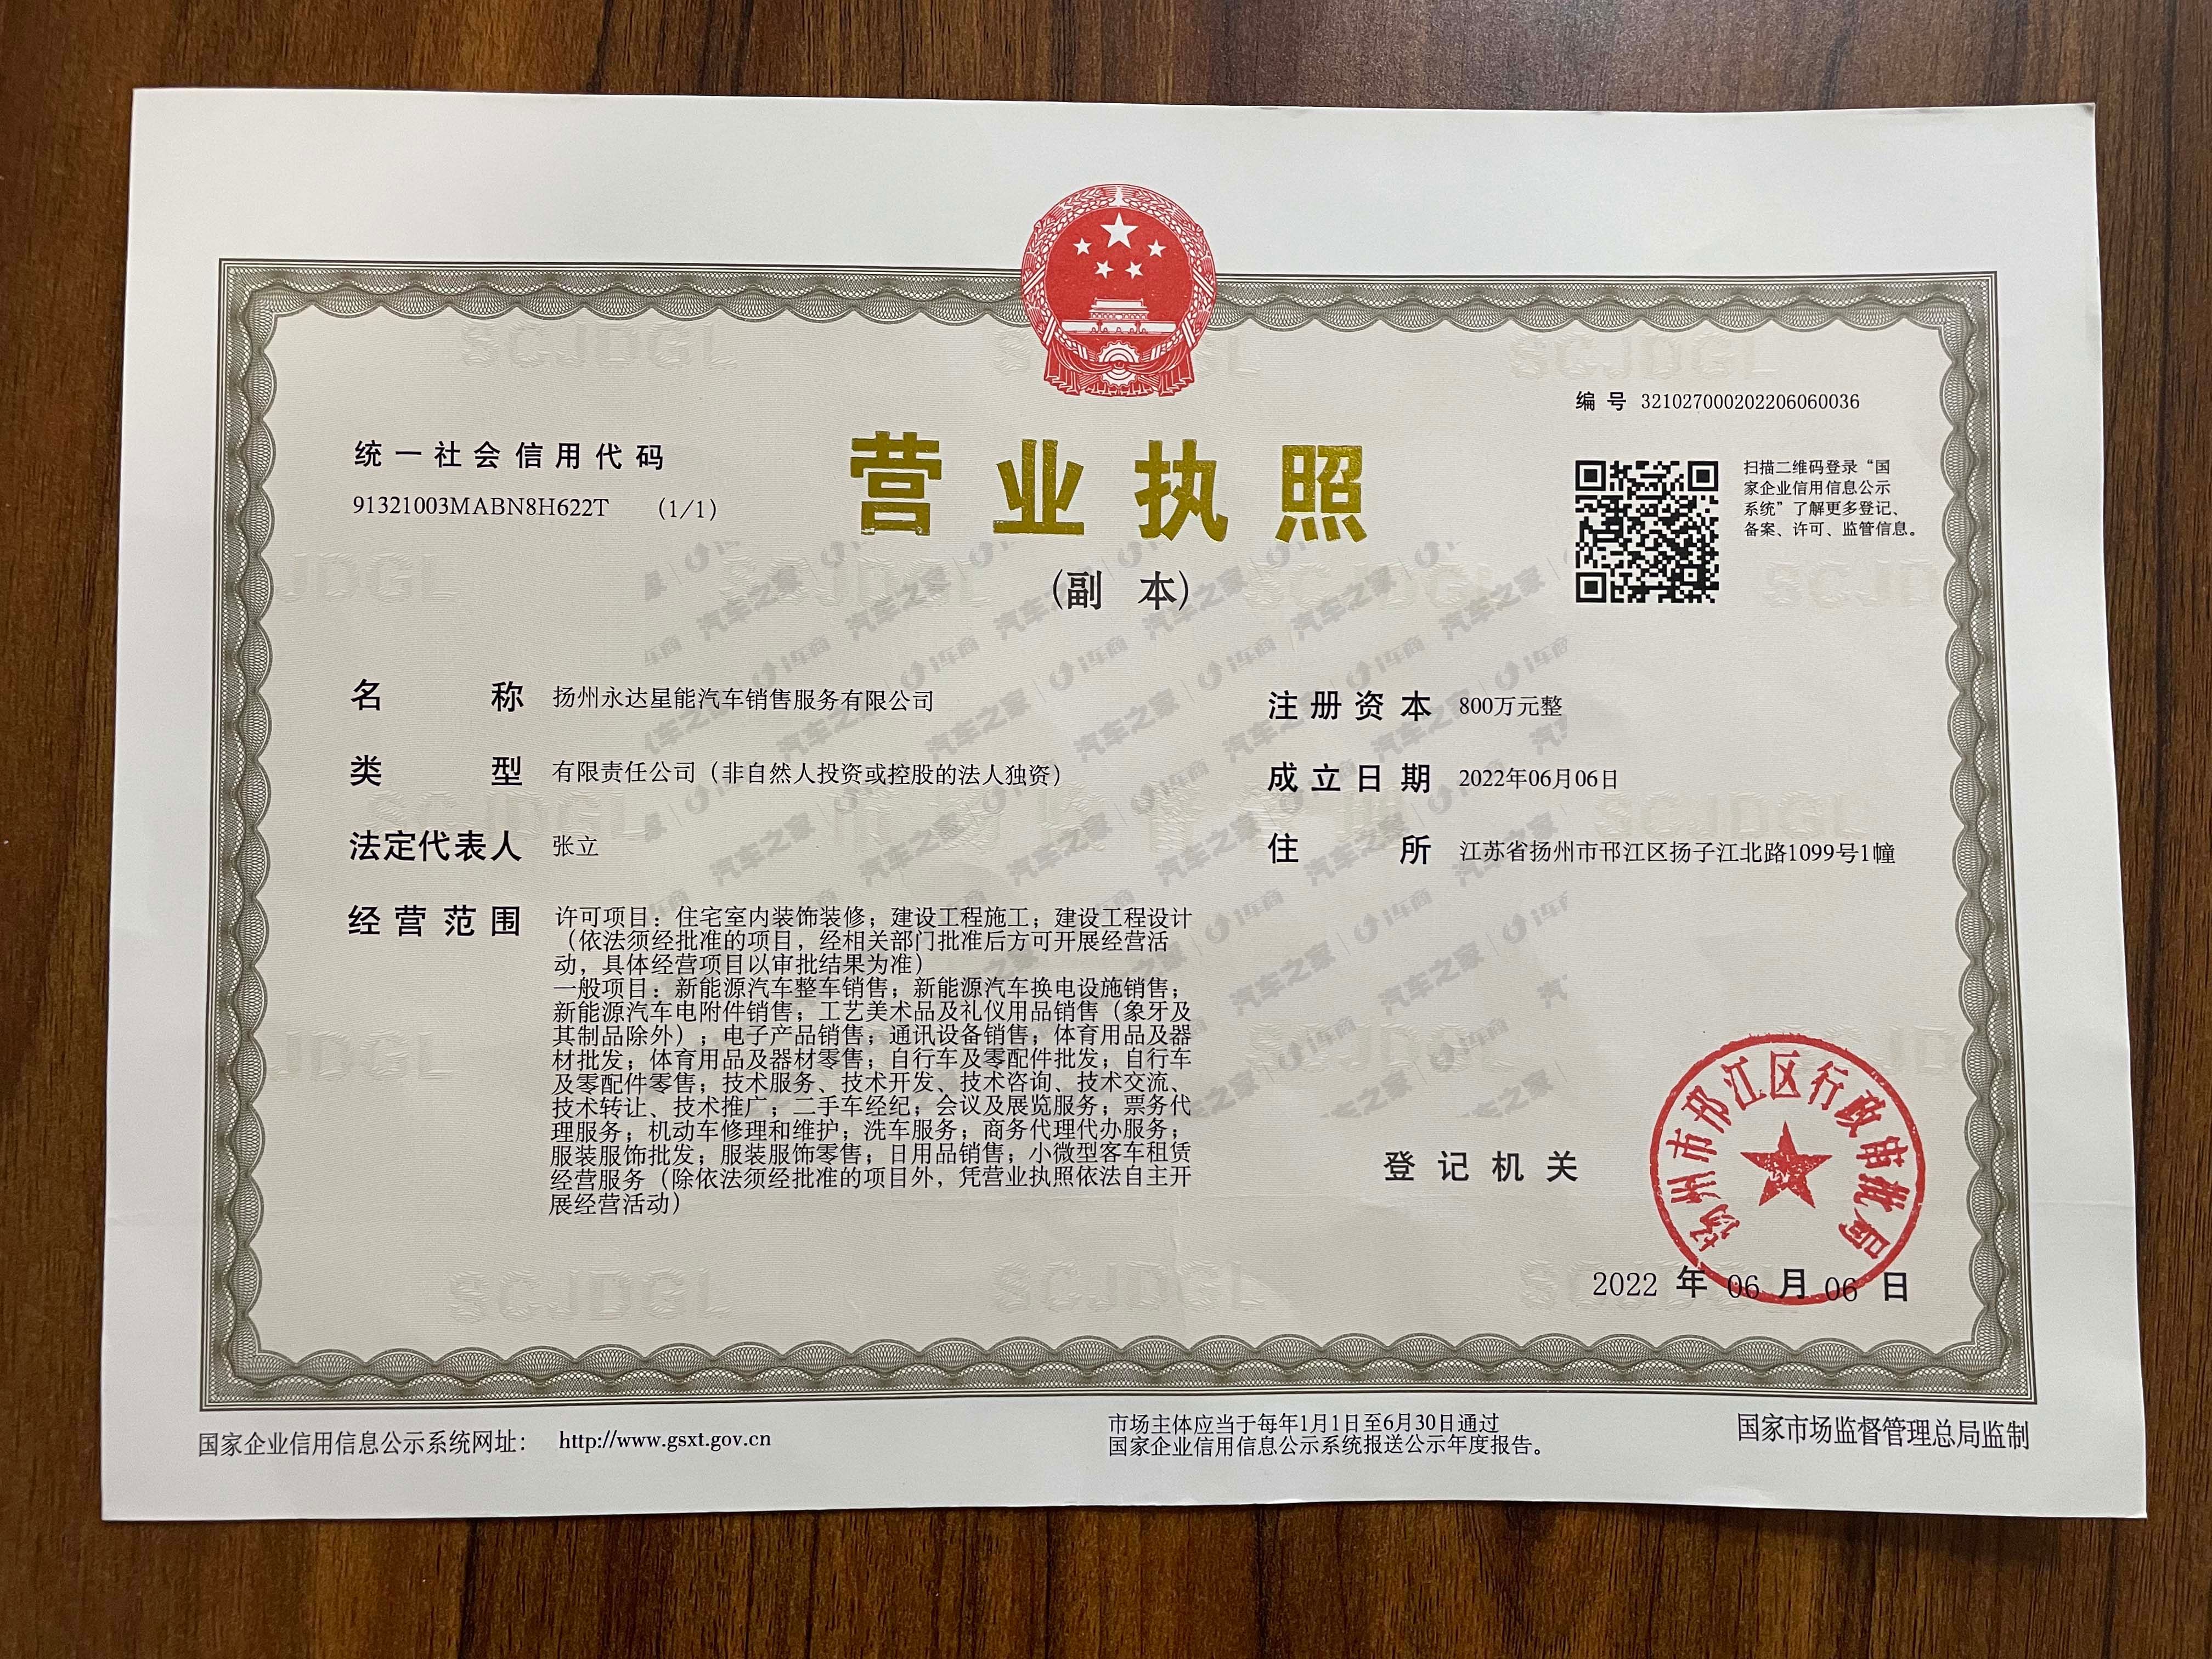 编号 321027000202206060036
统一社会信用代码
91321003MABN8H622T (1/1)
营业执照
(副 本)
扫描二维码登录“国
家企业信用信息公示
系统”了解更多登记、
备案、许可、监管信息。
名称 扬州永达星能汽车销售服务有限公司
类型 有限责任公司（非自然人投资或控股的法人独资）
法定代表人 张立
经营范围 许可项目：住宅室内装饰装修；建设工程施工；建设工程设计
（依法须经批准的项目，经相关部门批准后方可开展经营活
动，具体经营项目以审批结果为准）
一般项目：新能源汽车整车销售；新能源汽车换电设施销售；
新能源汽车电附件销售；工艺美术品及礼仪用品销售（象牙及
其制品除外）；电子产品销售；通讯设备销售；体育用品及器
材批发；体育用品及器材零售；自行车及零配件批发；自行车
及零配件零售；技术服务、技术开发、技术咨询、技术交流、
技术转让、技术推广；二手车经纪；会议及展览服务；票务代
理服务；机动车修理和维护；洗车服务；商务代理代办服务；
服装服饰批发；服装服饰零售；日用品销售；小微型客车租赁
经营服务（除依法须经批准的项目外，凭营业执照依法自主开
展经营活动）
注册资本 800万元整
成立日期 2022年06月06日
住所 江苏省扬州市邗江区扬子江北路1099号1幢
登记机关
扬州市邗江区行政审批局
2022 年 06 月 06 日
国家企业信用信息公示系统网址： http://www.gsxt.gov.cn
市场主体应当于每年1月1日至6月30日通过
国家企业信用信息公示系统报送公示年度报告。
国家市场监督管理总局监制
SCJDGL
汽车之家
车商